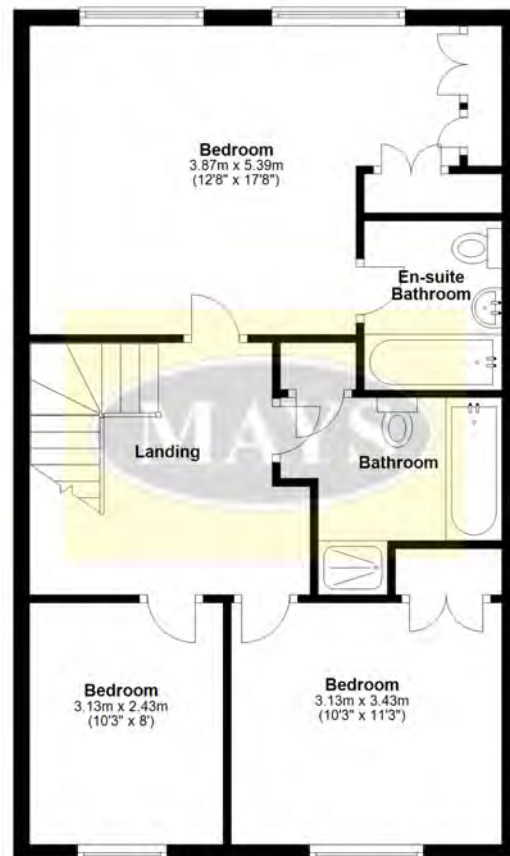 Bedroom
3.87m x 5.39m
(12'8" x 17'8")
En-suite
Bathroom
MAYS
Landing
Bathroom
Bedroom
3.13m x 2.43m
(10'3" x 8')
Bedroom
3.13m x 3.43m
(10'3" x 11'3")